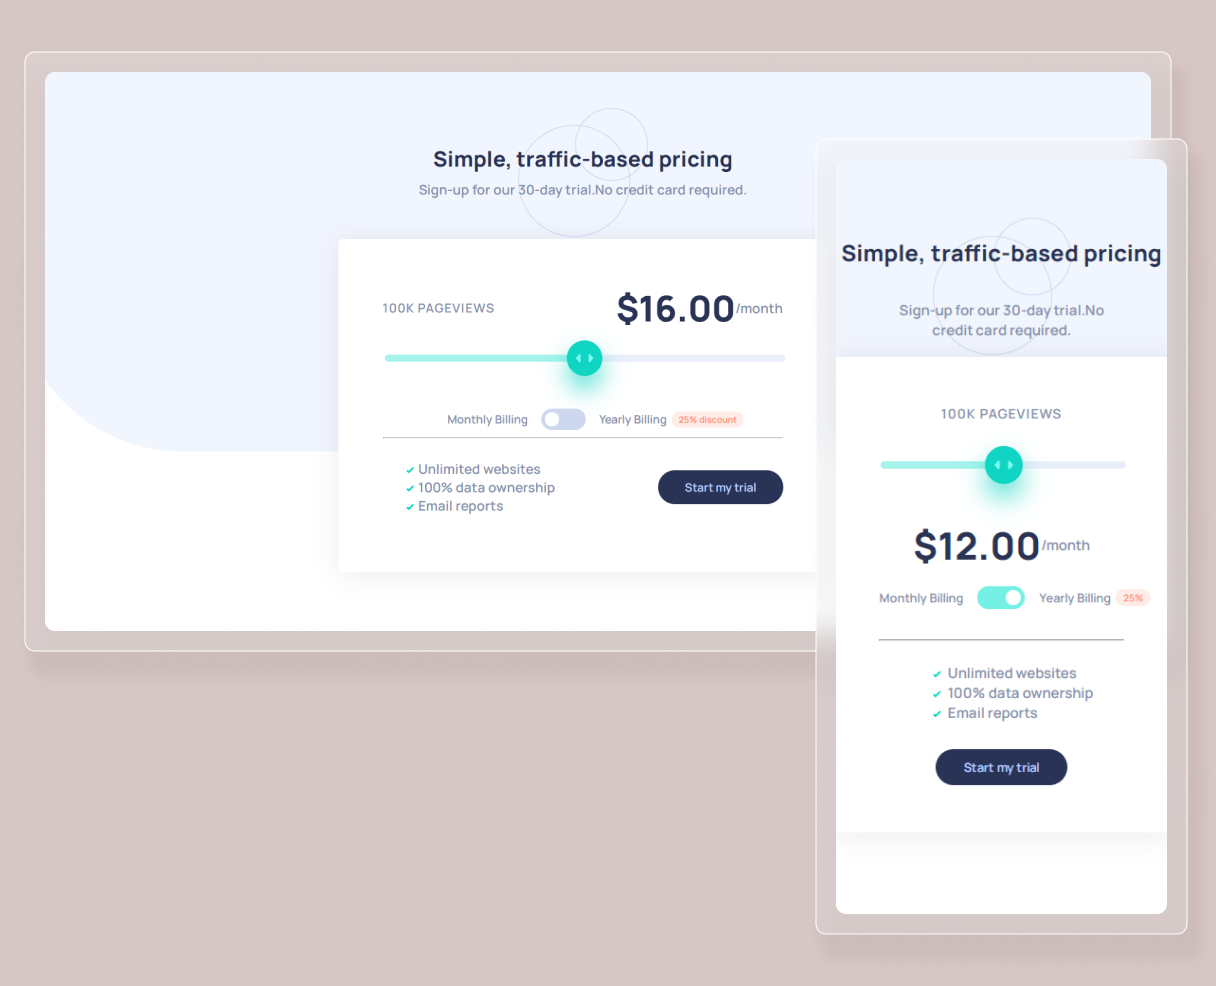 Simple, traffic-based pricing
Sign-up for our 30-day trial.No credit card required.
100K PAGEVIEWS
$16.00/month
Monthly Billing
Yearly Billing
25% discount
Unlimited websites
100% data ownership
Email reports
Start my trial
Simple, traffic-based pricing
Sign-up for our 30-day trial.No
credit card required.
100K PAGEVIEWS
$12.00/month
Monthly Billing
Yearly Billing
25%
Unlimited websites
100% data ownership
Email reports
Start my trial